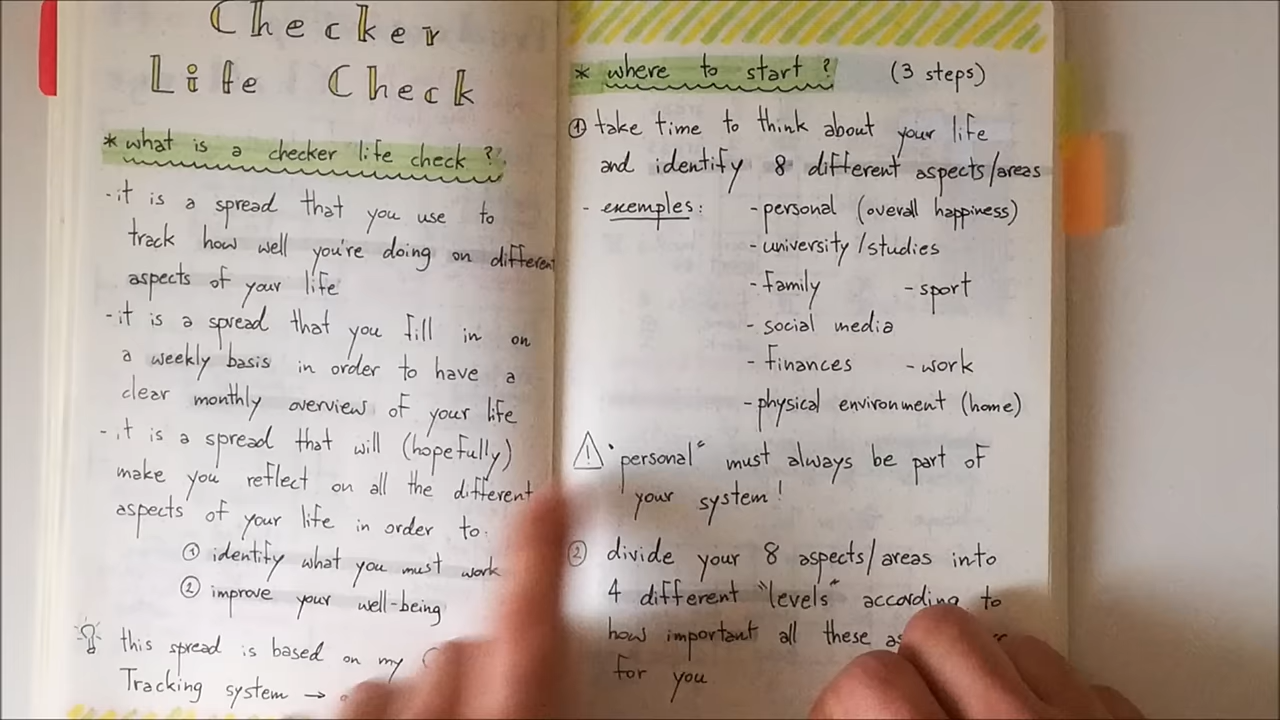 Checker
Life Check
* what is a checker life check ?
- it is a spread that you use to
track how well you're doing on different
aspects of your life
- it is a spread that you fill in on
a weekly basis in order to have a
clear monthly overview of your life
- it is a spread that will (hopefully)
make you reflect on all the different
aspects of your life in order to:
① identify what you must work
② improve your well-being
this spread is based on my
Tracking system →
* where to start ? (3 steps)
① take time to think about your life
and identify 8 different aspects/areas
- exemples: - personal (overall happiness)
- university/studies
- family - sport
- social media
- finances - work
- physical environment (home)
"personal" must always be part of
your system!
② divide your 8 aspects/areas into
4 different "levels" according to
how important all these
for you